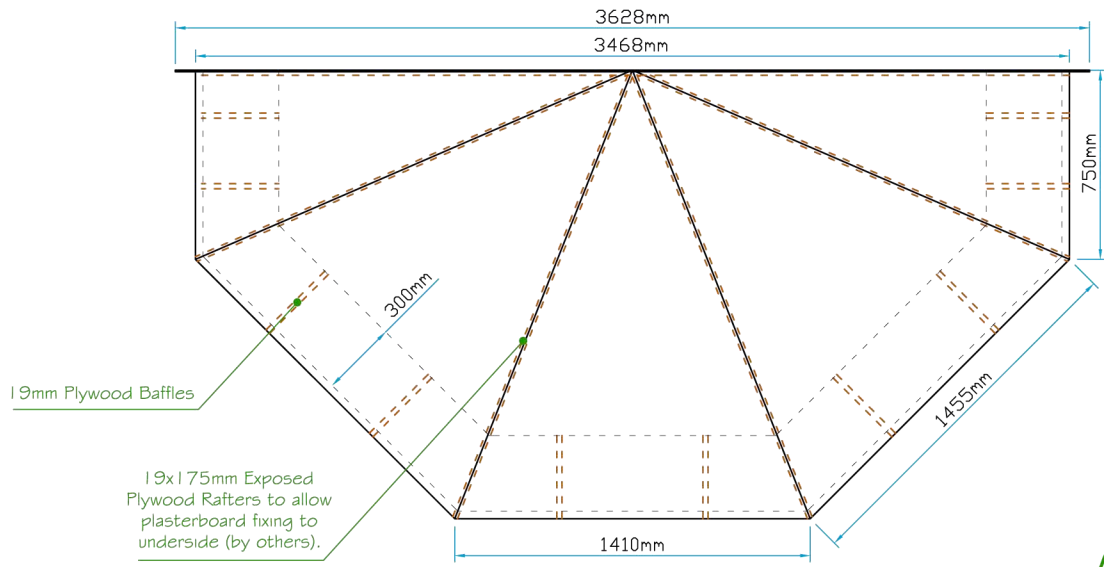 3628mm
3468mm
750mm
300mm
19mm Plywood Baffles
1455mm
19x175mm Exposed
Plywood Rafters to allow
plasterboard fixing to
underside (by others).
1410mm